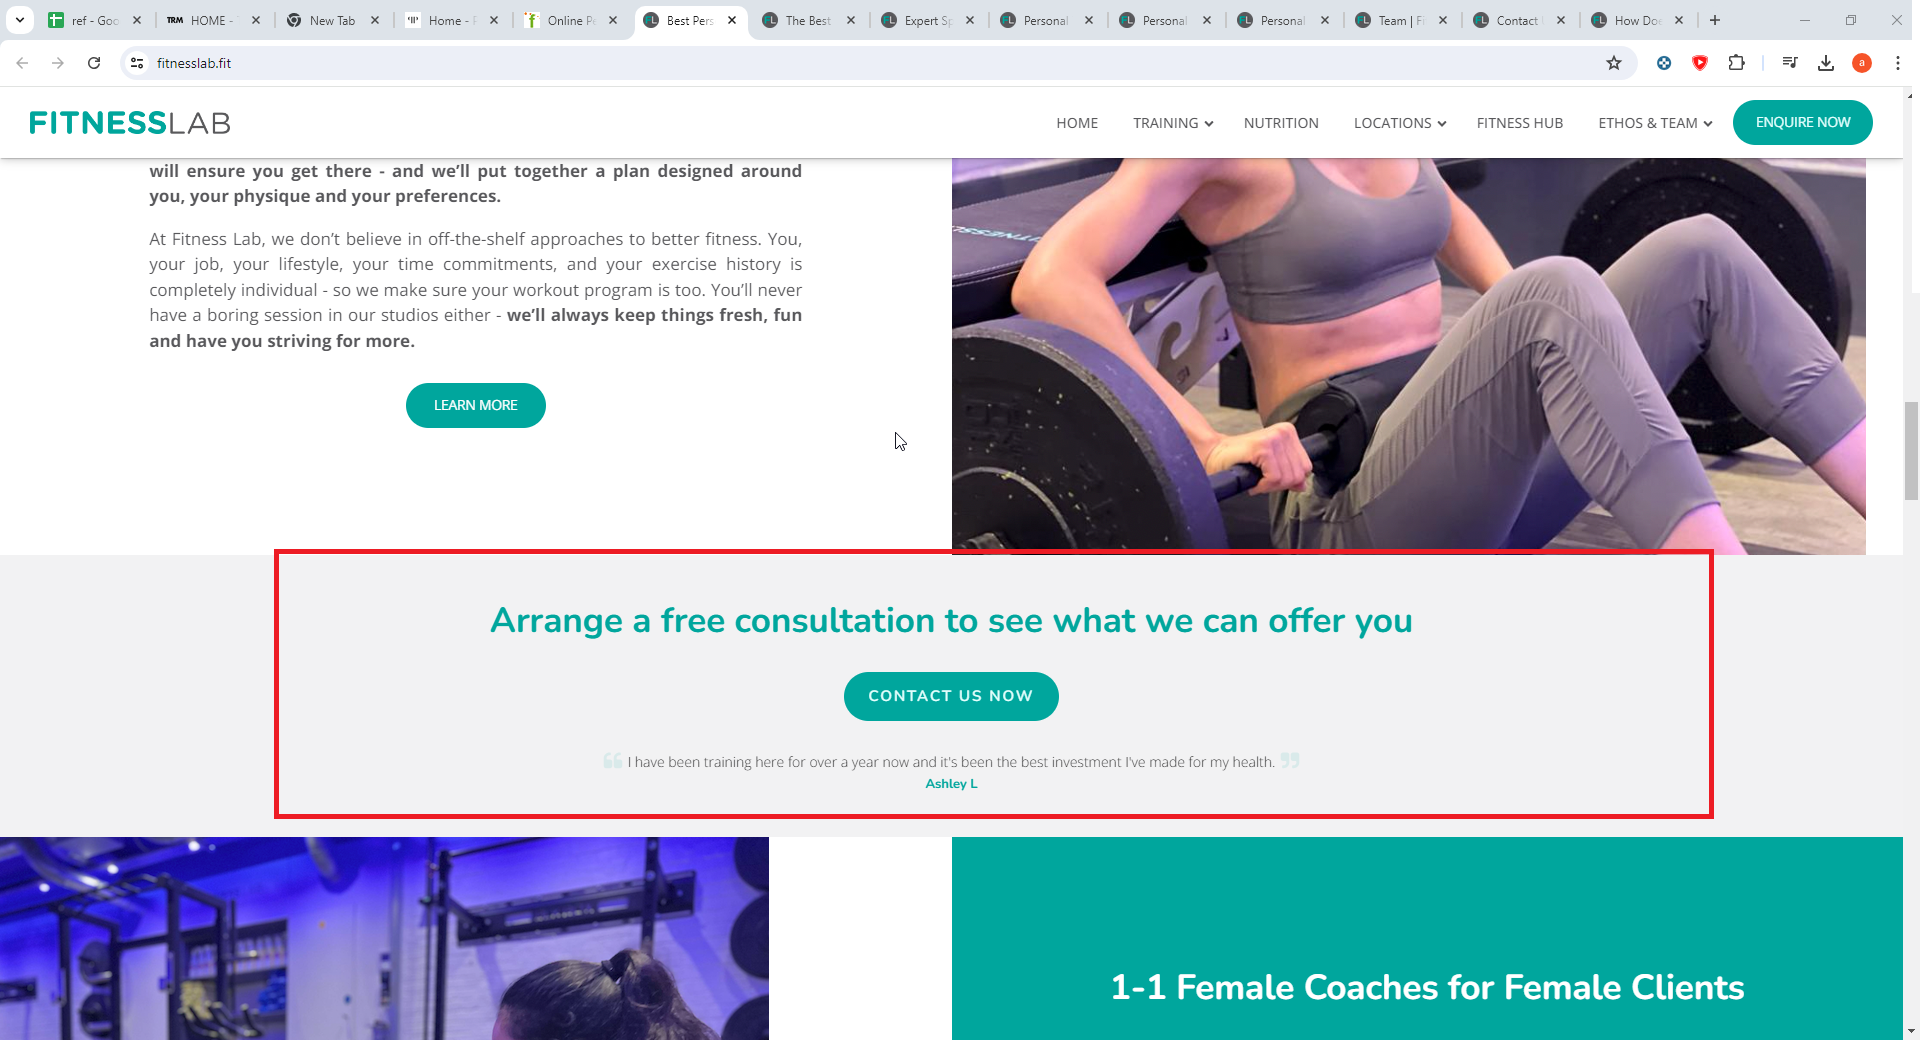 ref - Goo
TRM HOME -
New Tab
Home - F
Online Pe
Best Pers
The Best
Expert Sp
Personal
Personal
Personal
Team | Fi
Contact
How Doe
fitnesslab.fit
a
FITNESSLAB
HOME
TRAINING
NUTRITION
LOCATIONS
FITNESS HUB
ETHOS & TEAM
ENQUIRE NOW
will ensure you get there - and we’ll put together a plan designed around
you, your physique and your preferences.
At Fitness Lab, we don’t believe in off-the-shelf approaches to better fitness. You,
your job, your lifestyle, your time commitments, and your exercise history is
completely individual - so we make sure your workout program is too. You’ll never
have a boring session in our studios either - we’ll always keep things fresh, fun
and have you striving for more.
LEARN MORE
Arrange a free consultation to see what we can offer you
CONTACT US NOW
“ I have been training here for over a year now and it's been the best investment I've made for my health. ”
Ashley L
1-1 Female Coaches for Female Clients